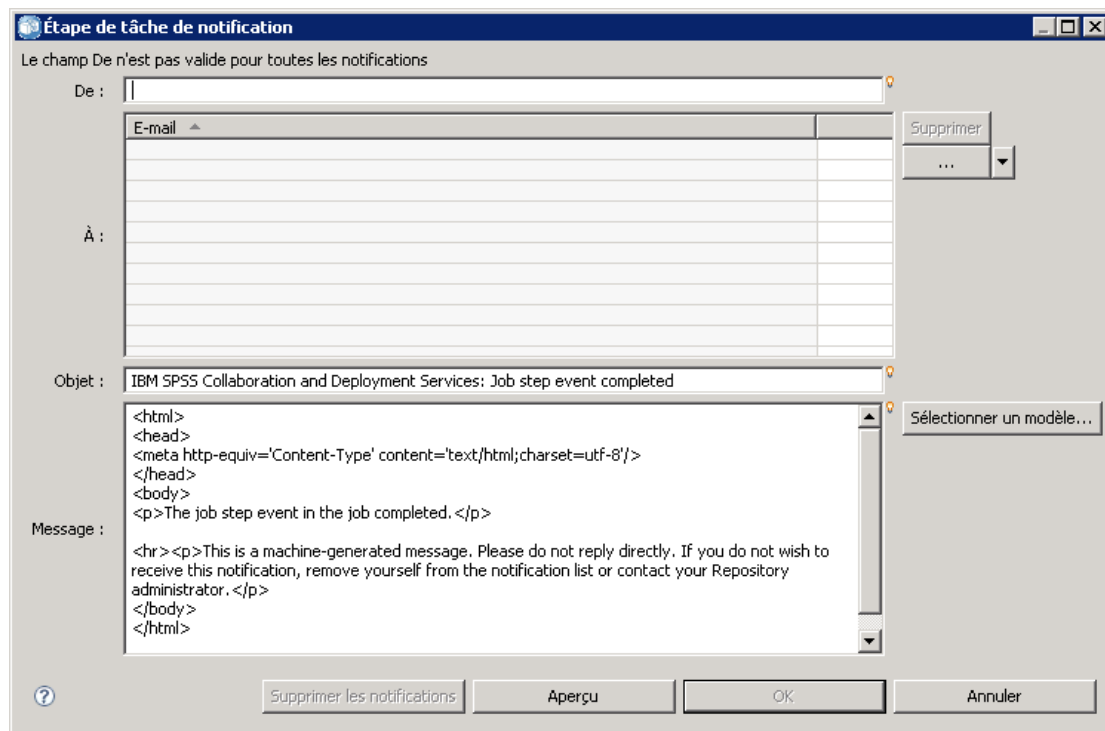 Étape de tâche de notification
Le champ De n'est pas valide pour toutes les notifications
De :
E-mail
Supprimer
...
À :
Objet :
IBM SPSS Collaboration and Deployment Services: Job step event completed
<html>
<head>
<meta http-equiv='Content-Type' content='text/html;charset=utf-8'/>
</head>
<body>
<p>The job step event in the job completed.</p>
<hr><p>This is a machine-generated message. Please do not reply directly. If you do not wish to
receive this notification, remove yourself from the notification list or contact your Repository
administrator.</p>
</body>
</html>
Sélectionner un modèle...
Message :
?
Supprimer les notifications
Aperçu
OK
Annuler